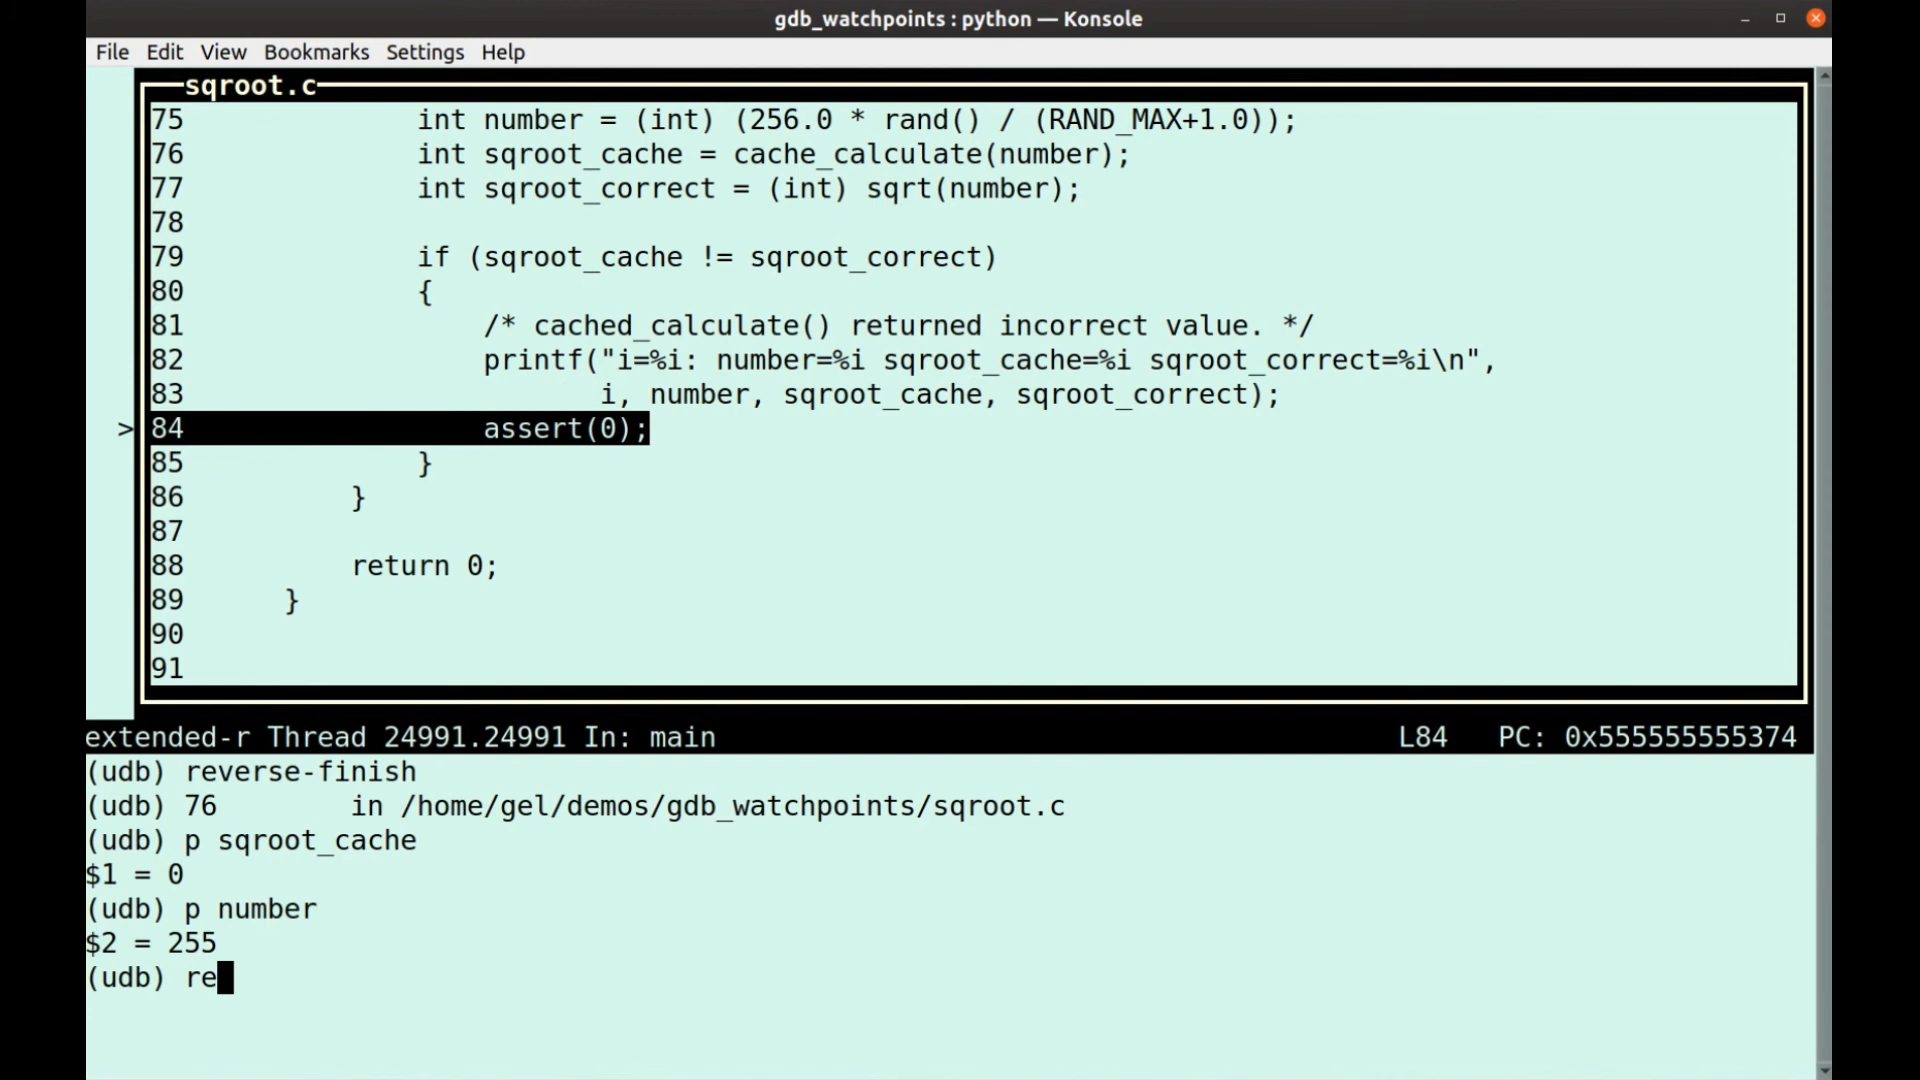 gdb_watchpoints : python — Konsole
File Edit View Bookmarks Settings Help
sqroot.c
75 int number = (int) (256.0 * rand() / (RAND_MAX+1.0));
76 int sqroot_cache = cache_calculate(number);
77 int sqroot_correct = (int) sqrt(number);
78
79 if (sqroot_cache != sqroot_correct)
80 {
81 /* cached_calculate() returned incorrect value. */
82 printf("i=%i: number=%i sqroot_cache=%i sqroot_correct=%i\n",
83 i, number, sqroot_cache, sqroot_correct);
> 84 assert(0);
85 }
86 }
87
88 return 0;
89 }
90
91
extended-r Thread 24991.24991 In: main L84 PC: 0x555555555374
(udb) reverse-finish
(udb) 76 in /home/gel/demos/gdb_watchpoints/sqroot.c
(udb) p sqroot_cache
$1 = 0
(udb) p number
$2 = 255
(udb) re